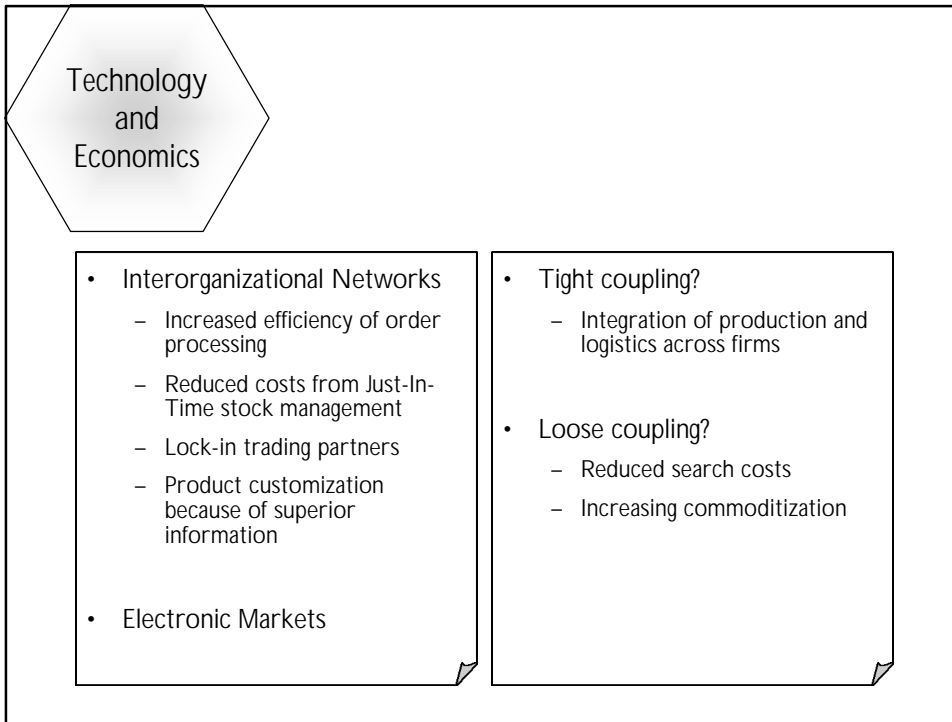 Technology
and
Economics
• Interorganizational Networks
– Increased efficiency of order
processing
– Reduced costs from Just-In-
Time stock management
– Lock-in trading partners
– Product customization
because of superior
information
• Electronic Markets
• Tight coupling?
– Integration of production and
logistics across firms
• Loose coupling?
– Reduced search costs
– Increasing commoditization